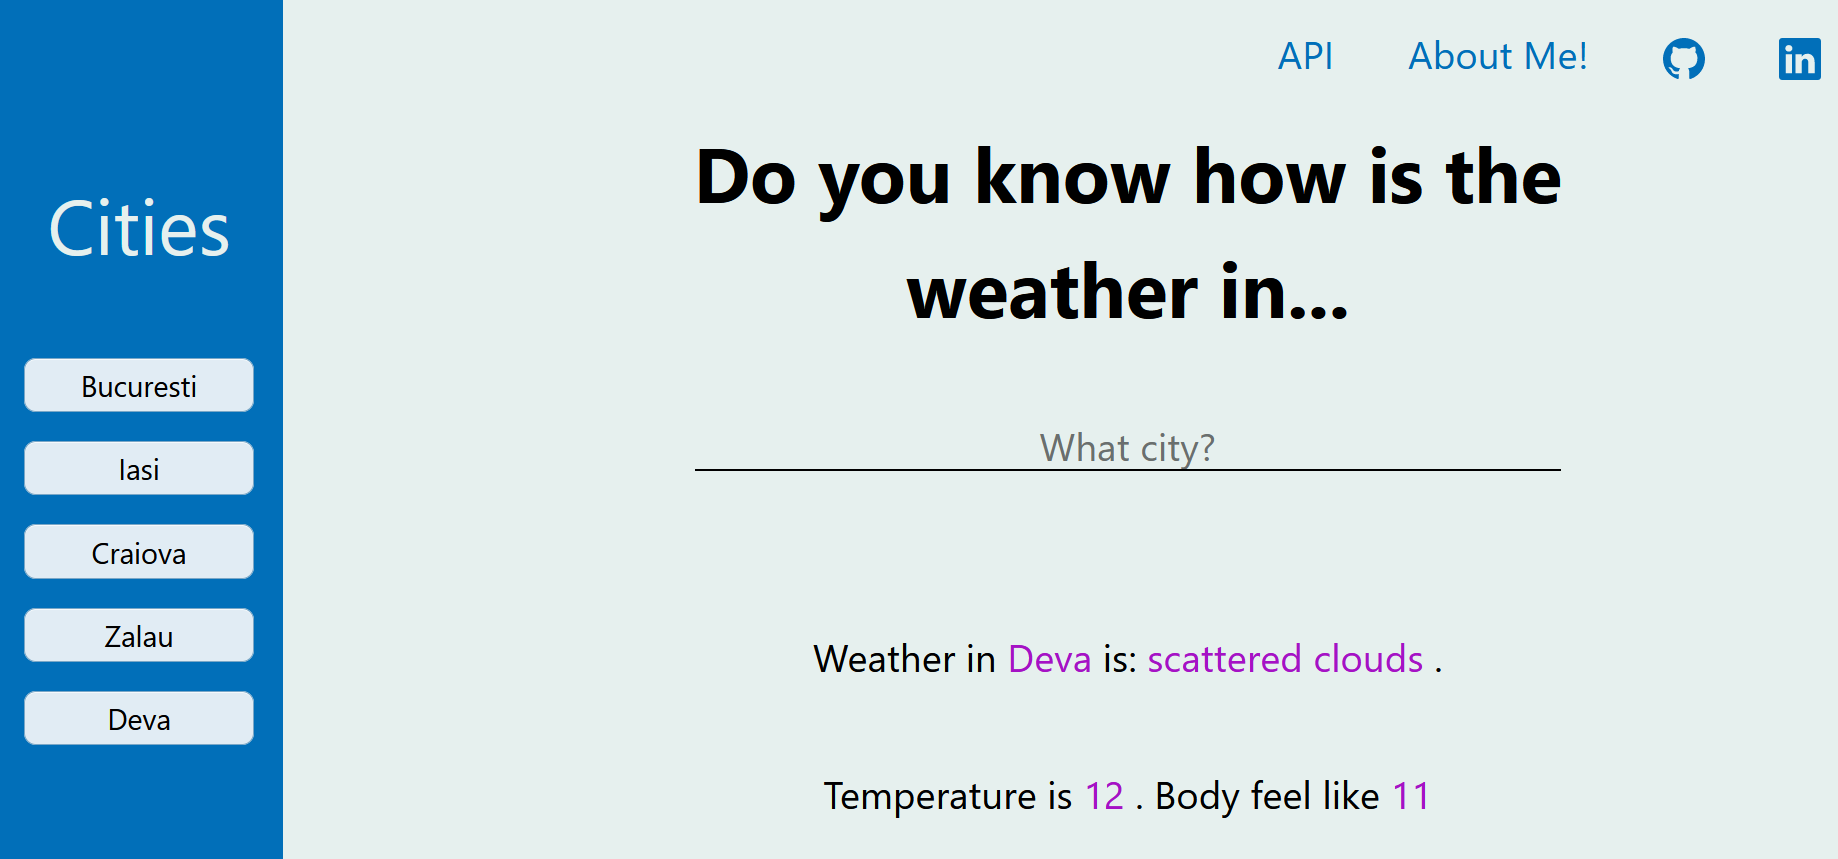 API About Me! in
Cities
Bucuresti
Iasi
Craiova
Zalau
Deva
Do you know how is the
weather in...
What city?
Weather in Deva is: scattered clouds .
Temperature is 12 . Body feel like 11